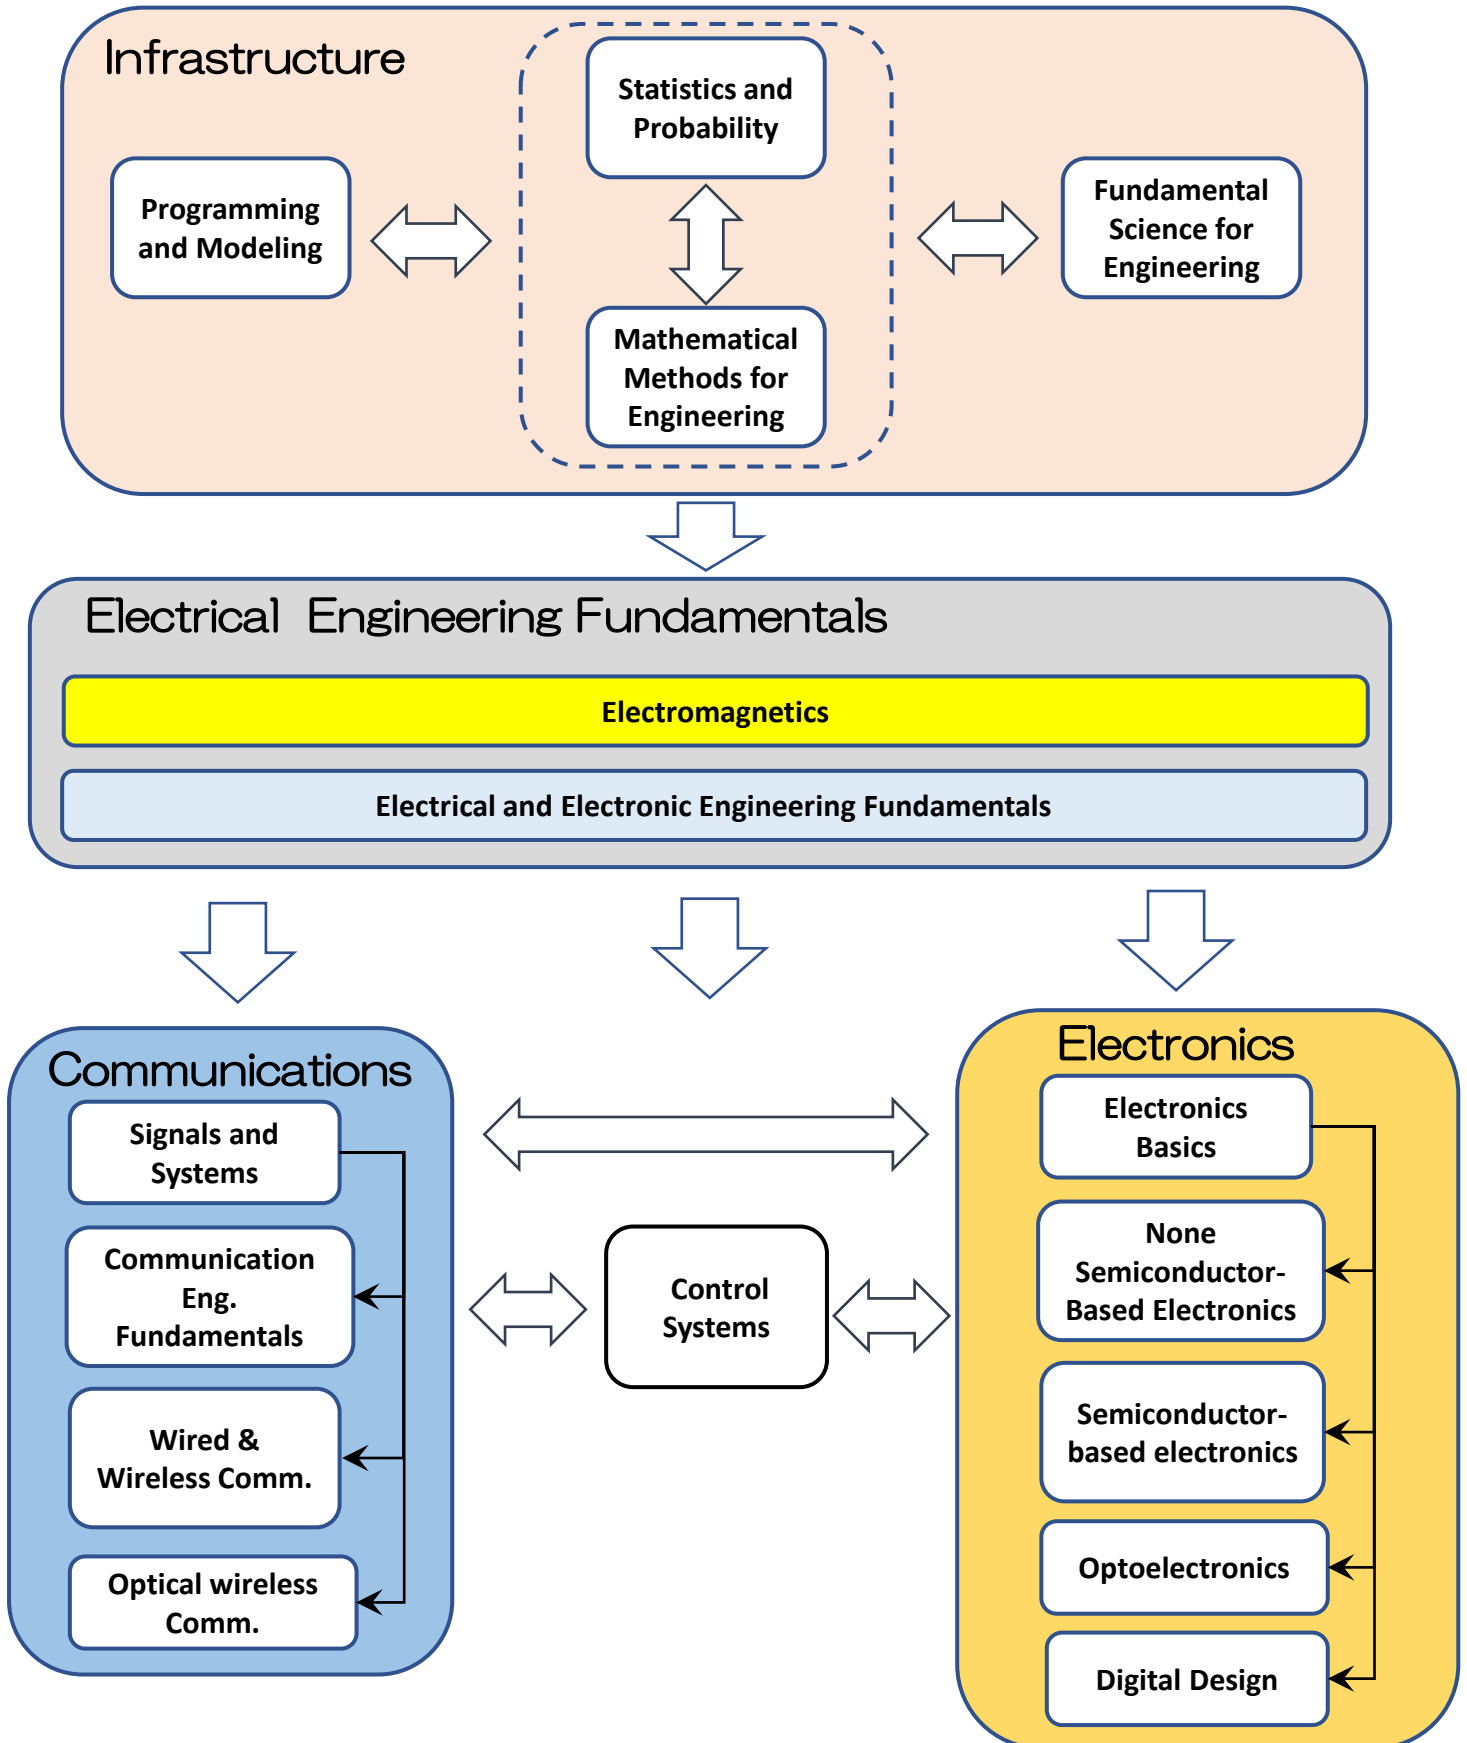 Infrastructure
Statistics and
Probability
Programming
and Modeling
Fundamental
Science for
Engineering
Mathematical
Methods for
Engineering
Electrical Engineering Fundamentals
Electromagnetics
Electrical and Electronic Engineering Fundamentals
Communications
Signals and
Systems
Communication
Eng.
Fundamentals
Wired &
Wireless Comm.
Optical wireless
Comm.
Control
Systems
Electronics
Electronics
Basics
None
Semiconductor-
Based Electronics
Semiconductor-
based electronics
Optoelectronics
Digital Design